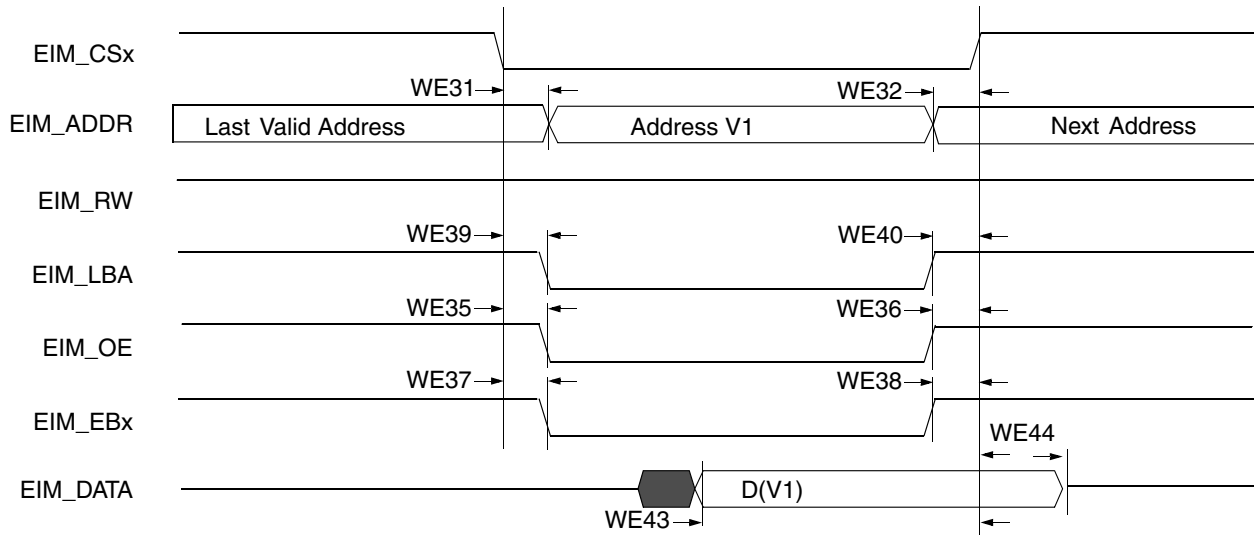 EIM_CSx
WE31 WE32
EIM_ADDR Last Valid Address Address V1 Next Address
EIM_RW
WE39 WE40
EIM_LBA
WE35 WE36
EIM_OE
WE37 WE38
EIM_EBx
WE44
EIM_DATA D(V1)
WE43